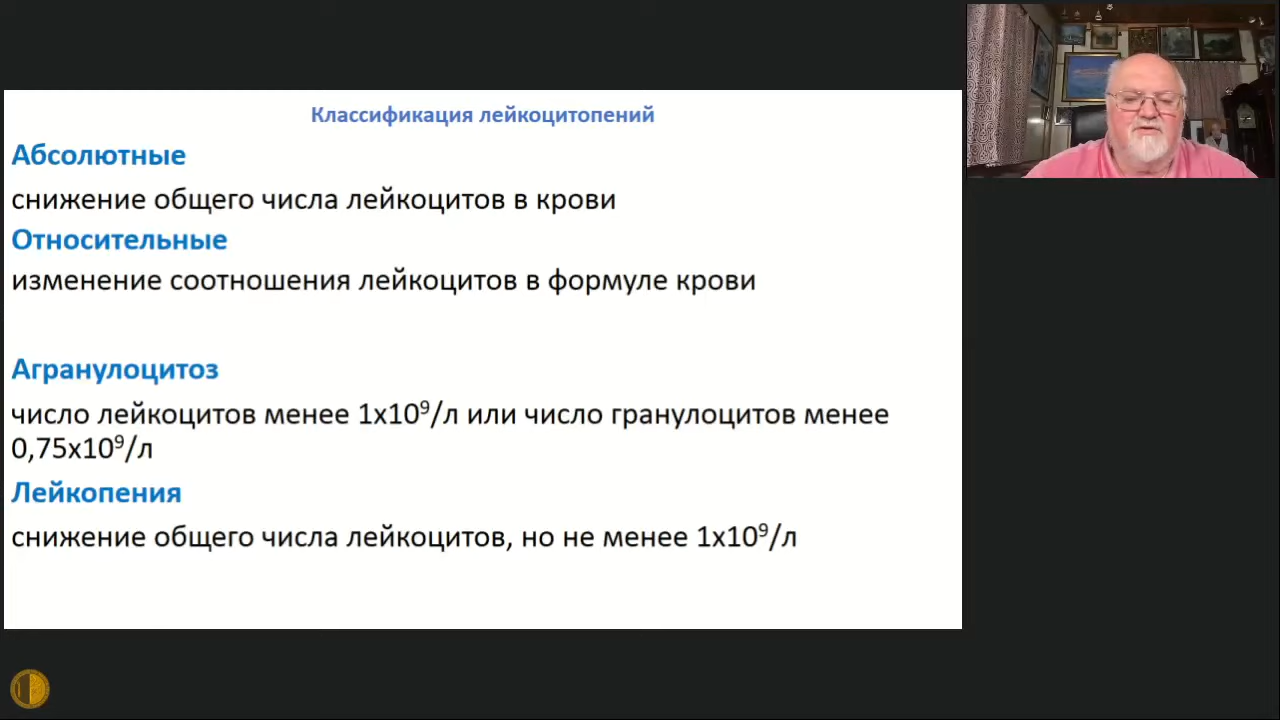 Классификация лейкоцитопений
Абсолютные
снижение общего числа лейкоцитов в крови
Относительные
изменение соотношения лейкоцитов в формуле крови
Агранулоцитоз
число лейкоцитов менее 1х10⁹/л или число гранулоцитов менее
0,75х10⁹/л
Лейкопения
снижение общего числа лейкоцитов, но не менее 1х10⁹/л